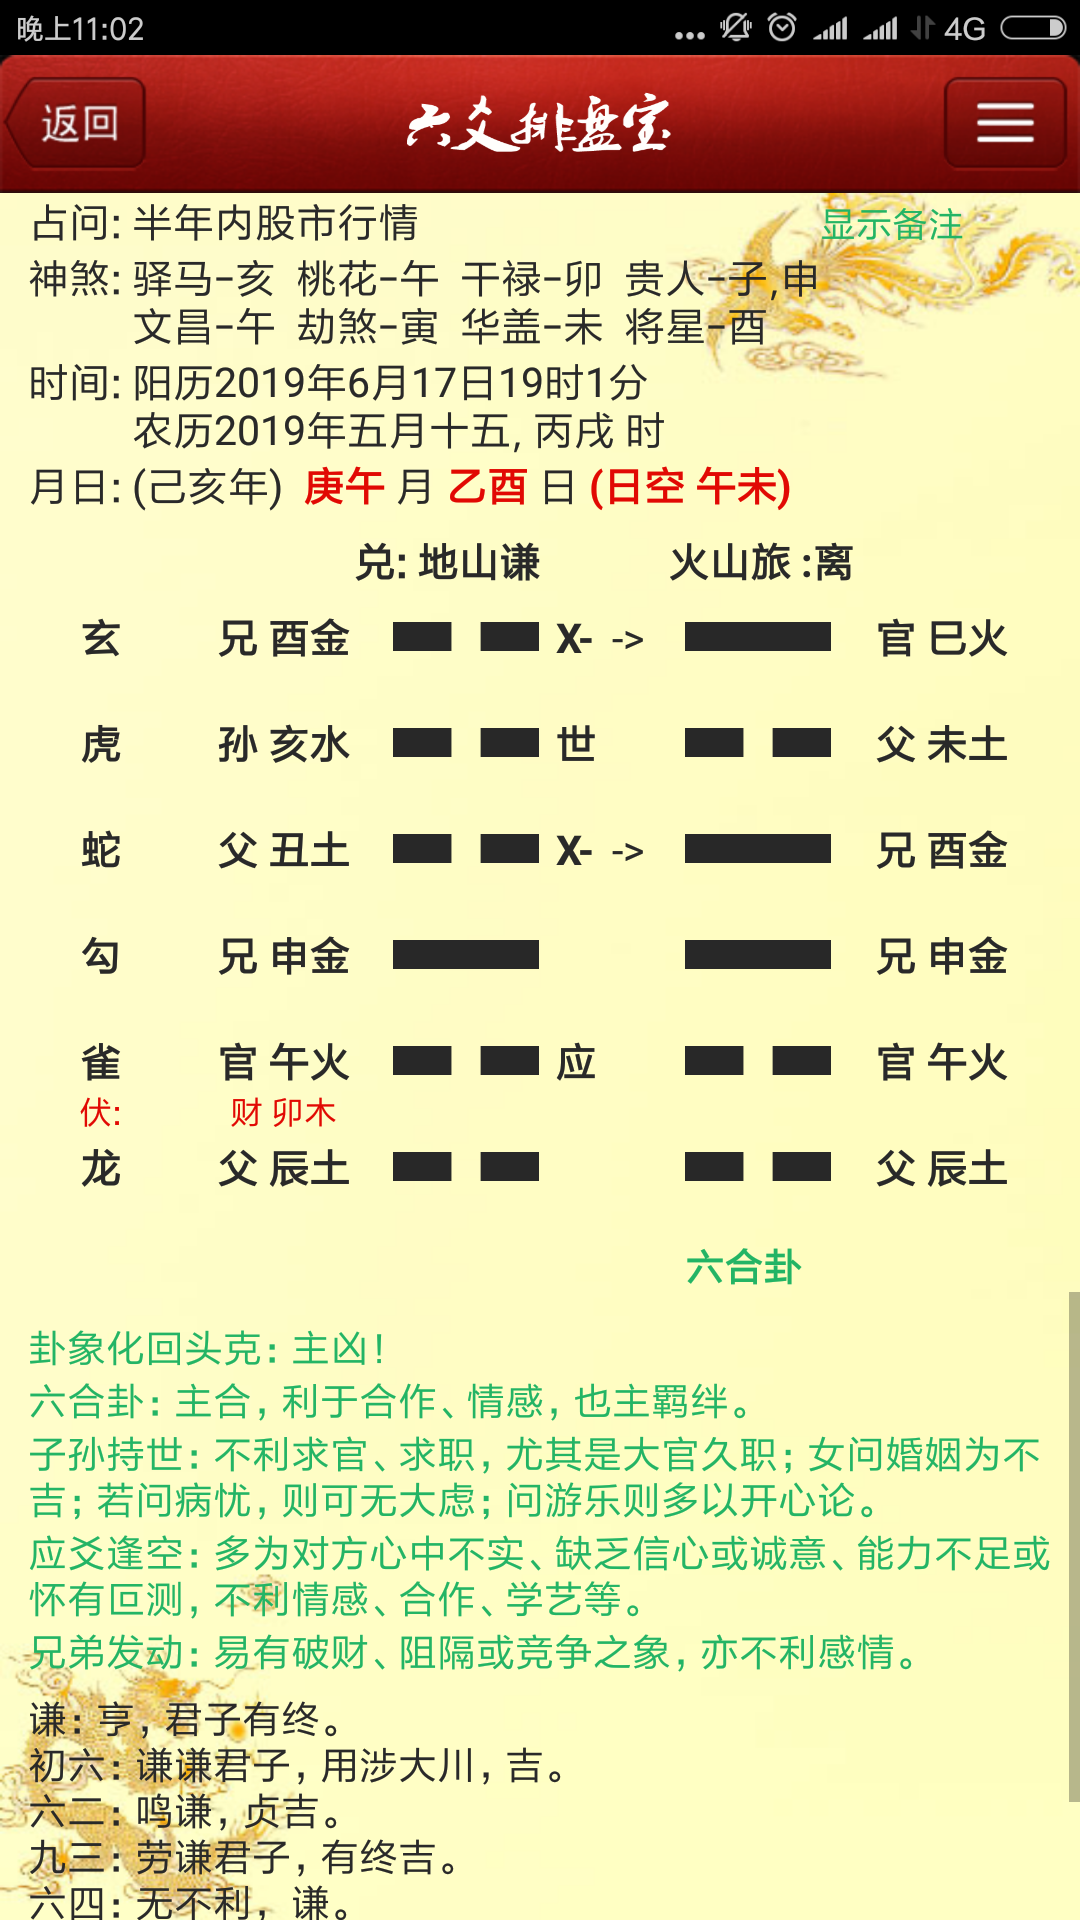 晚上11:02
... 4G
返回
六爻排盘宝
占问: 半年内股市行情 显示备注
神煞: 驿马-亥 桃花-午 干禄-卯 贵人-子,申
文昌-午 劫煞-寅 华盖-未 将星-酉
时间: 阳历2019年6月17日19时1分
农历2019年五月十五, 丙戌 时
月日: (己亥年) 庚午 月 乙酉 日 (日空 午未)
兑: 地山谦 火山旅 :离
玄 兄 酉金 X- -> 官 巳火
虎 孙 亥水 世 父 未土
蛇 父 丑土 X- -> 兄 酉金
勾 兄 申金 兄 申金
雀 官 午火 应 官 午火
伏: 财 卯木
龙 父 辰土 父 辰土
六合卦
卦象化回头克: 主凶!
六合卦: 主合, 利于合作、情感, 也主羁绊。
子孙持世: 不利求官、求职, 尤其是大官久职; 女问婚姻为不
吉; 若问病忧, 则可无大虑; 问游乐则多以开心论。
应爻逢空: 多为对方心中不实、缺乏信心或诚意、能力不足或
怀有叵测, 不利情感、合作、学艺等。
兄弟发动: 易有破财、阻隔或竞争之象, 亦不利感情。
谦: 亨, 君子有终。
初六: 谦谦君子, 用涉大川, 吉。
六二: 鸣谦, 贞吉。
九三: 劳谦君子, 有终吉。
六四: 无不利, 谦。